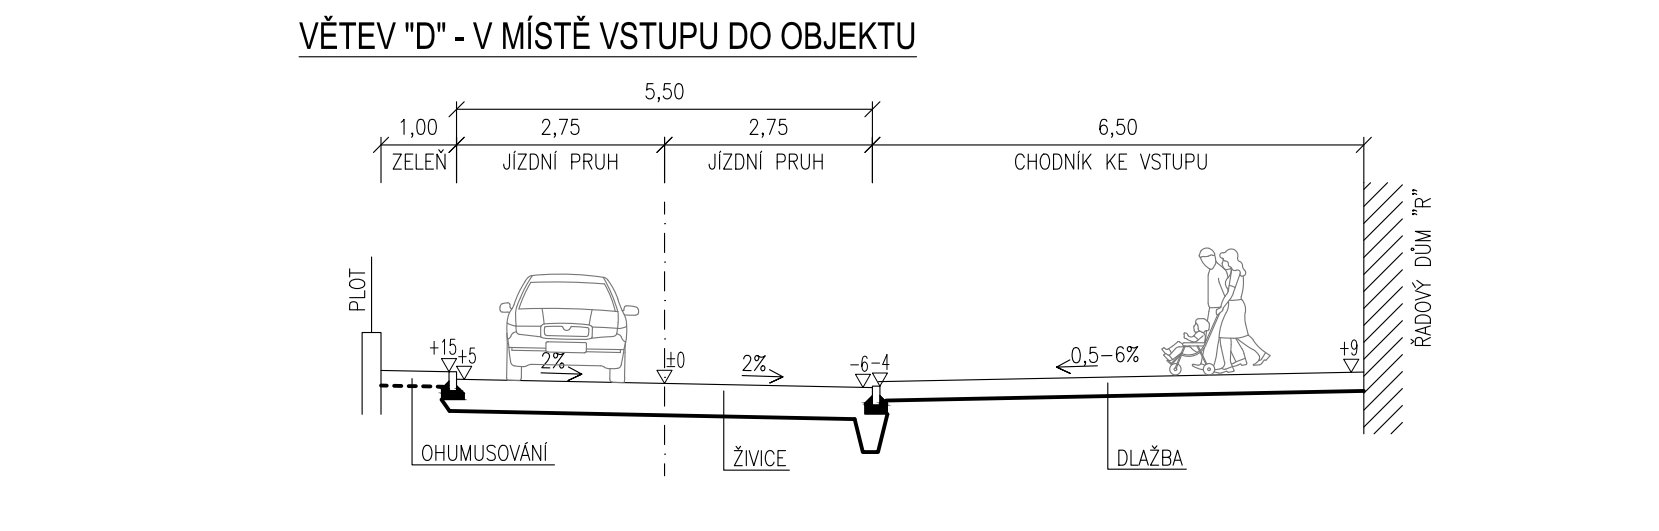 VĚTEV "D" - V MÍSTĚ VSTUPU DO OBJEKTU
5,50
1,00 2,75 2,75 6,50
ZELEŇ JÍZDNÍ PRUH JÍZDNÍ PRUH CHODNÍK KE VSTUPU
PLOT
ŘADOVÝ DŮM "R"
+15 +5 2% ±0 2% -6 -4 0,5-6% +9
OHUMUSOVÁNÍ ŽIVICE DLAŽBA